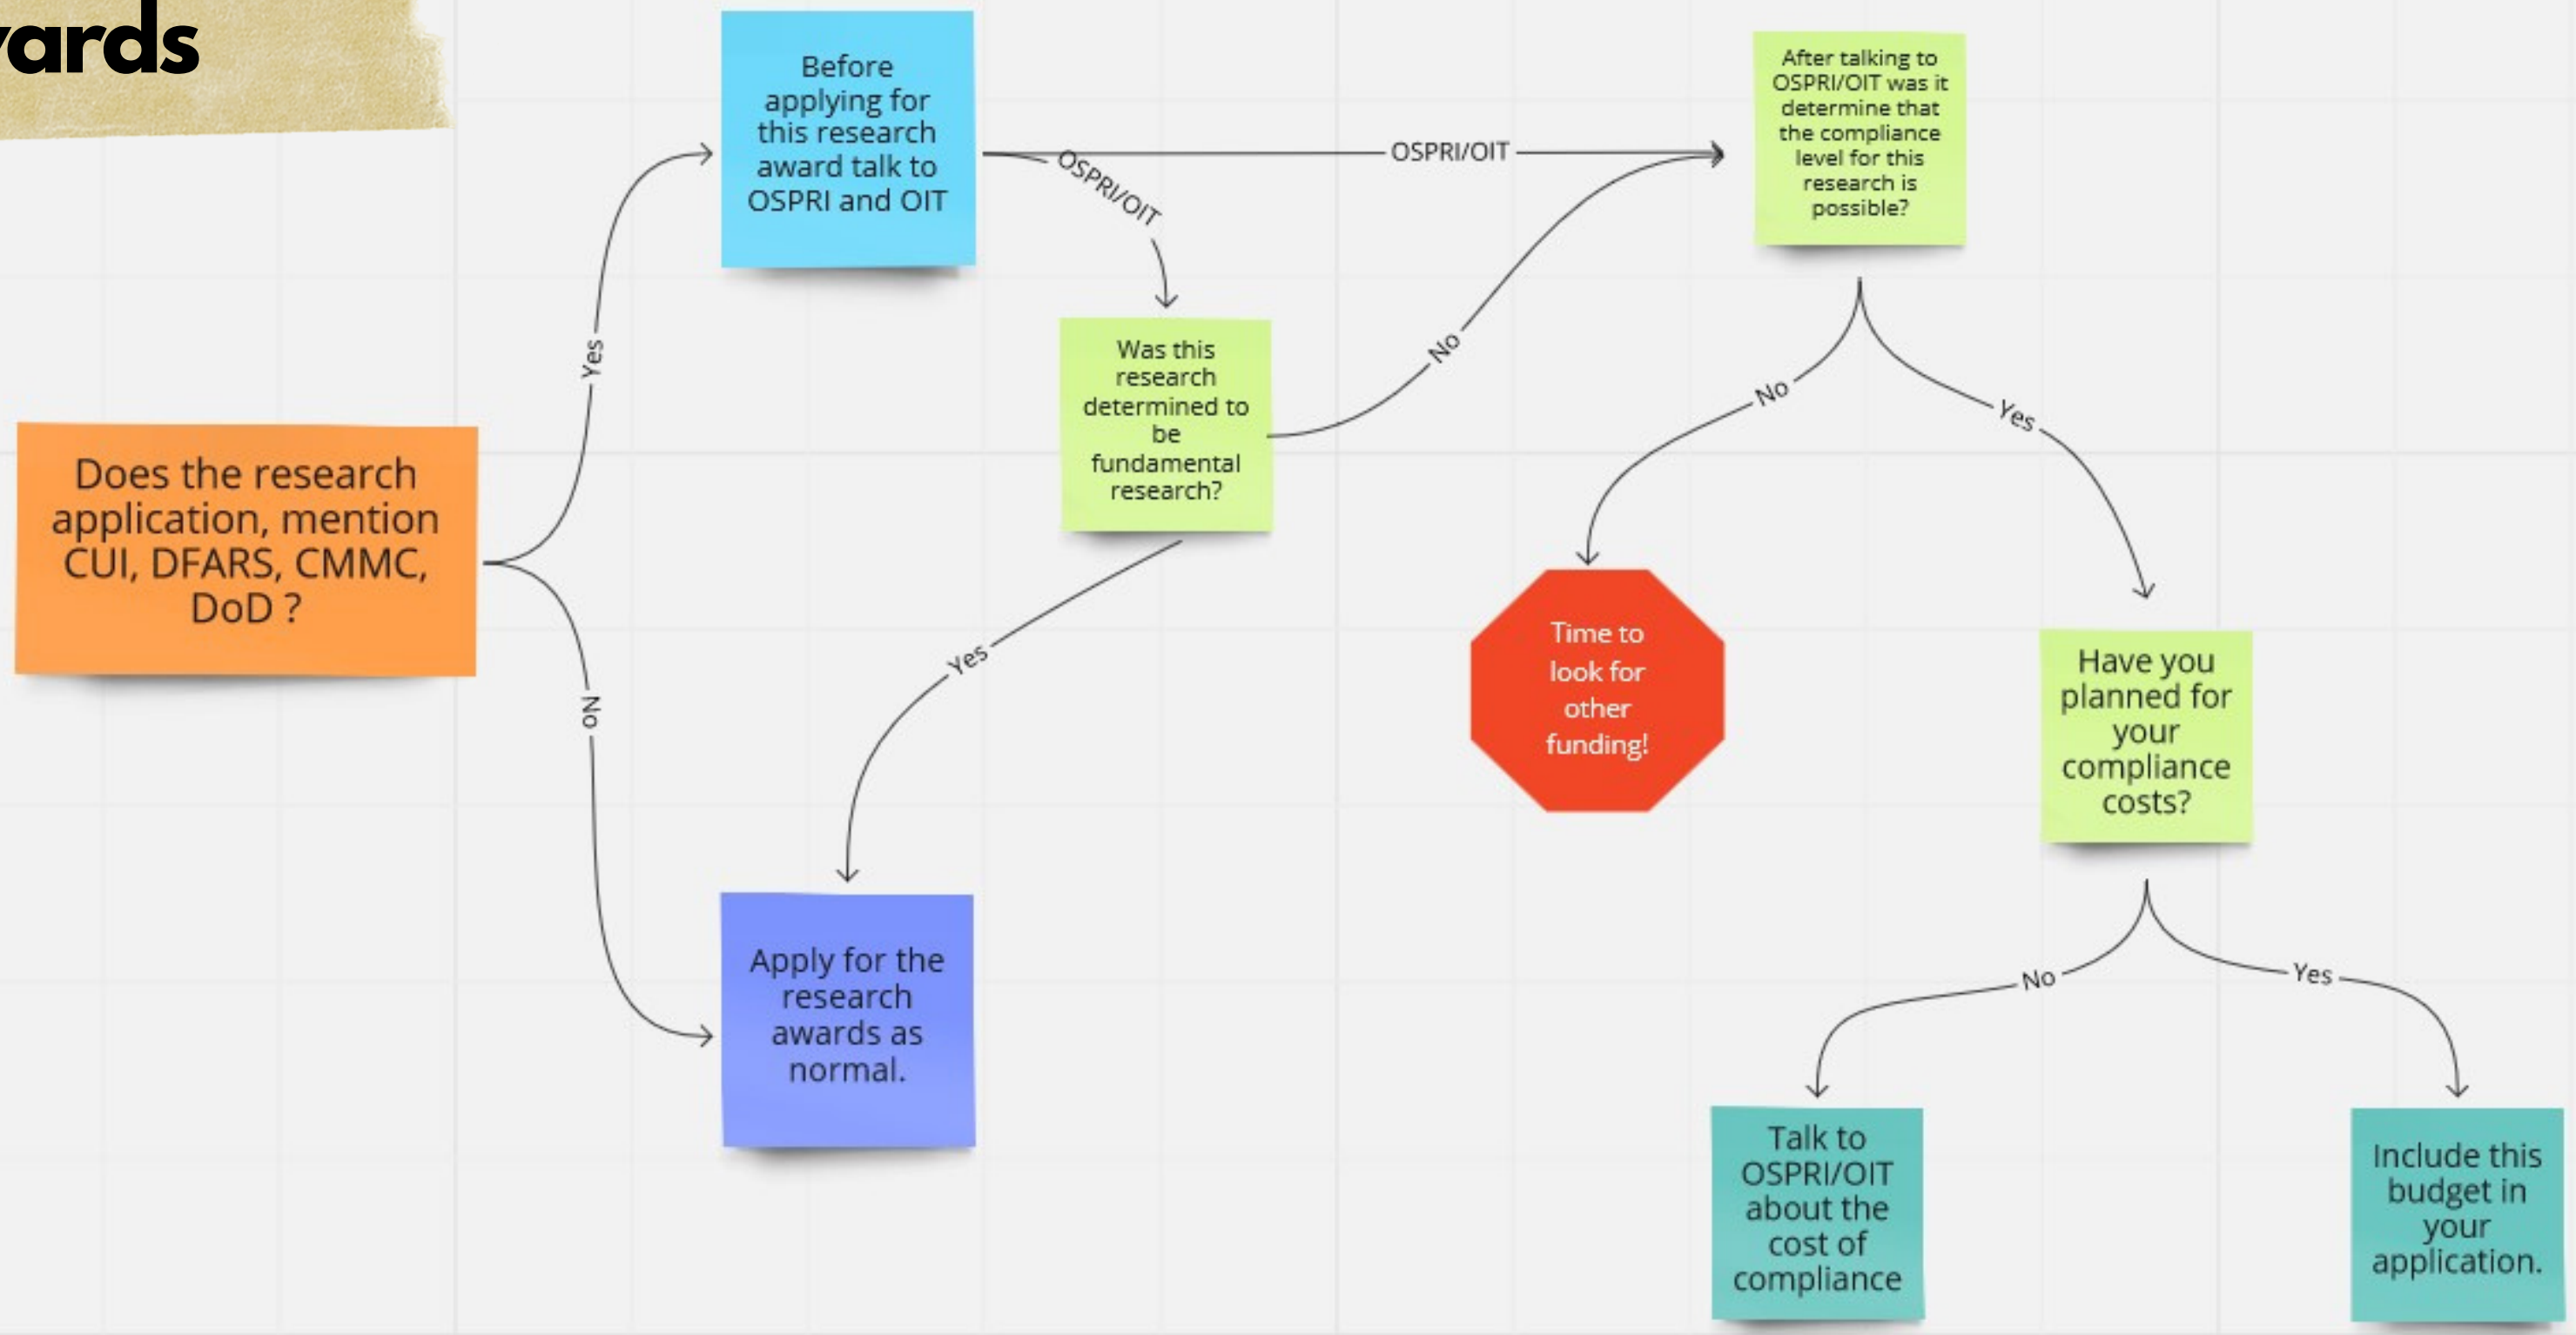 Before
applying for
this research
award talk to
OSPRI and OIT
After talking to
OSPRI/OIT was it
determine that
the compliance
level for this
research is
possible?
OSPRI/OIT
OSPRI/OIT
Was this
research
determined to
be
fundamental
research?
Yes
No
No
Yes
Does the research
application, mention
CUI, DFARS, CMMC,
DoD ?
Time to
look for
other
funding!
Have you
planned for
your
compliance
costs?
Yes
No
Apply for the
research
awards as
normal.
No
Yes
Talk to
OSPRI/OIT
about the
cost of
compliance
Include this
budget in
your
application.